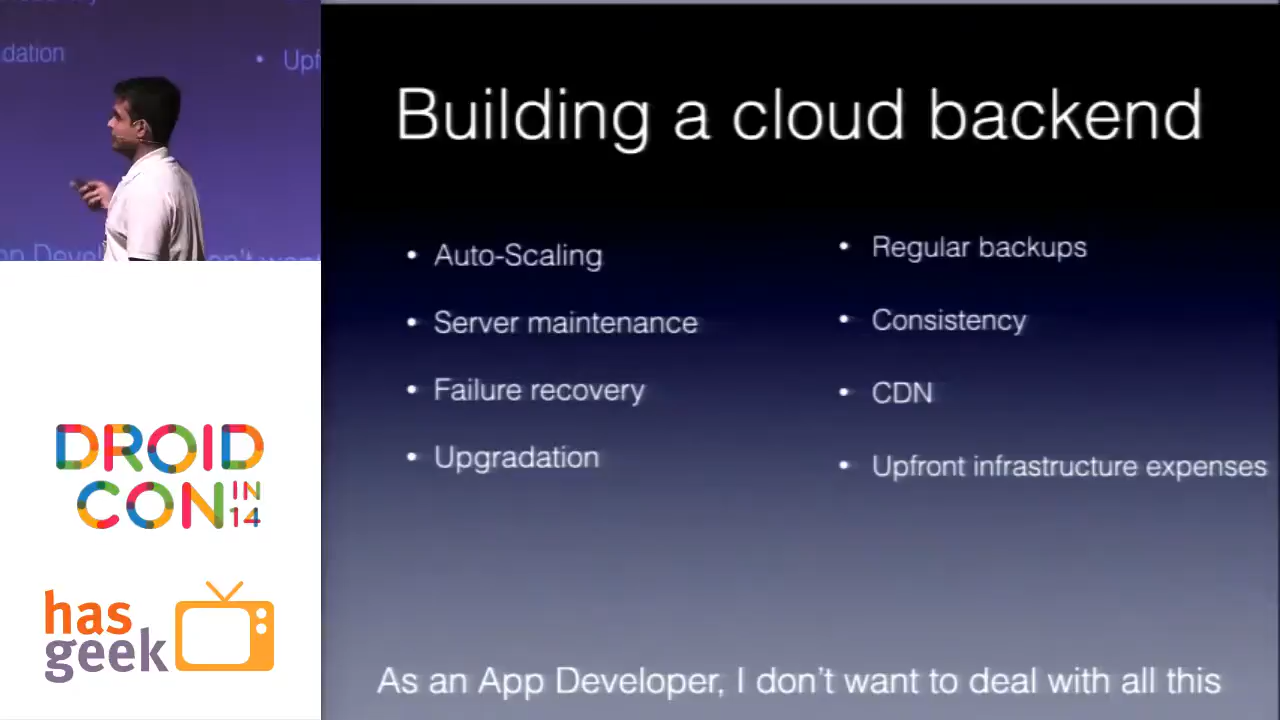 dation
• Upf
Building a cloud backend
• Auto-Scaling
• Server maintenance
• Failure recovery
• Upgradation
• Regular backups
• Consistency
• CDN
• Upfront infrastructure expenses
As an App Developer, I don't want to deal with all this
DROID
CON IN
14
has
geek